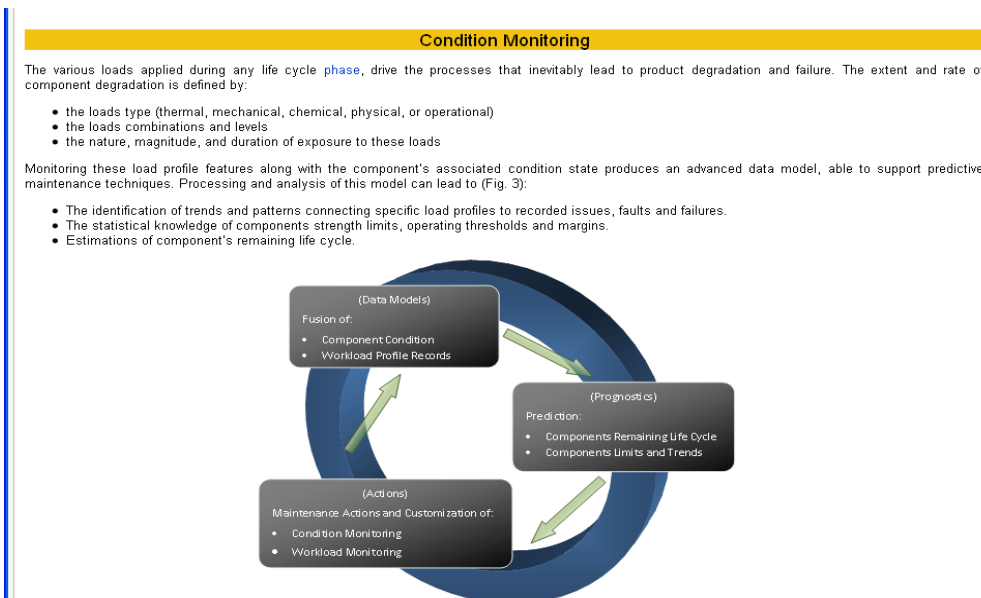 Condition Monitoring
The various loads applied during any life cycle phase, drive the processes that inevitably lead to product degradation and failure. The extent and rate of
component degradation is defined by:
• the loads type (thermal, mechanical, chemical, physical, or operational)
• the loads combinations and levels
• the nature, magnitude, and duration of exposure to these loads
Monitoring these load profile features along with the component's associated condition state produces an advanced data model, able to support predictive
maintenance techniques. Processing and analysis of this model can lead to (Fig. 3):
• The identification of trends and patterns connecting specific load profiles to recorded issues, faults and failures.
• The statistical knowledge of components strength limits, operating thresholds and margins.
• Estimations of component's remaining life cycle.
(Data Models)
Fusion of:
• Component Condition
• Workload Profile Records
(Prognostics)
Prediction:
• Components Remaining Life Cycle
• Components Limits and Trends
(Actions)
Maintenance Actions and Customization of:
• Condition Monitoring
• Workload Monitoring